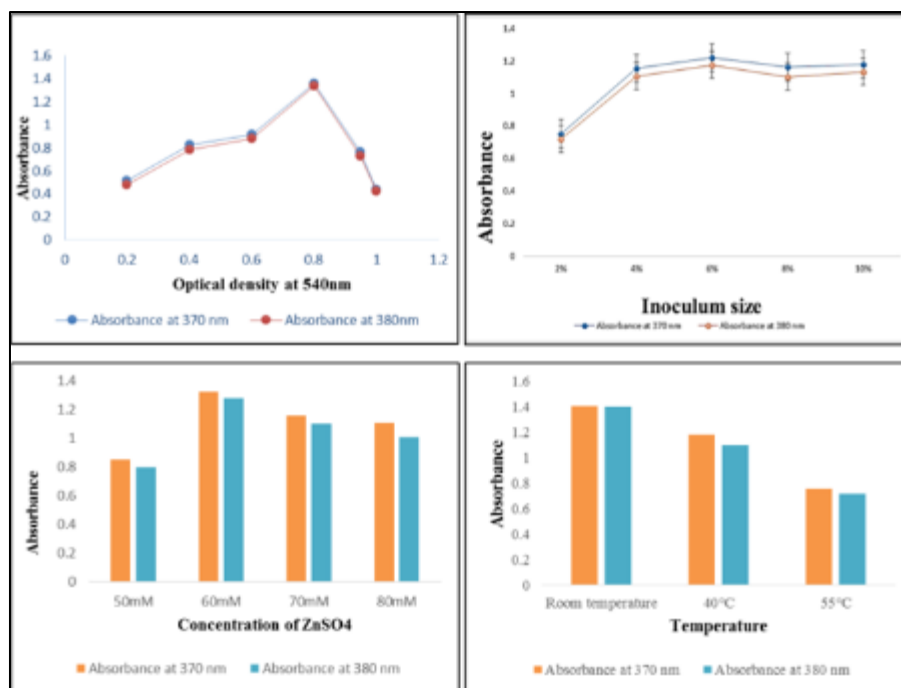 1.6
1.4
1.2
1
0.8
0.6
0.4
0.2
0
Absorbance
0 0.2 0.4 0.6 0.8 1 1.2
Optical density at 540nm
Absorbance at 370 nm Absorbance at 380nm
1.4
1.2
1
0.8
0.6
0.4
0.2
0
Absorbance
2% 4% 6% 8% 10%
Inoculum size
Absorbance at 370 nm Absorbance at 380 nm
1.4
1.2
1
0.8
0.6
0.4
0.2
0
Absorbance
50mM 60mM 70mM 80mM
Concentration of ZnSO4
Absorbance at 370 nm Absorbance at 380 nm
1.6
1.4
1.2
1
0.8
0.6
0.4
0.2
0
Absorbance
Room temperature 40°C 55°C
Temperature
Absorbance at 370 nm Absorbance at 380 nm